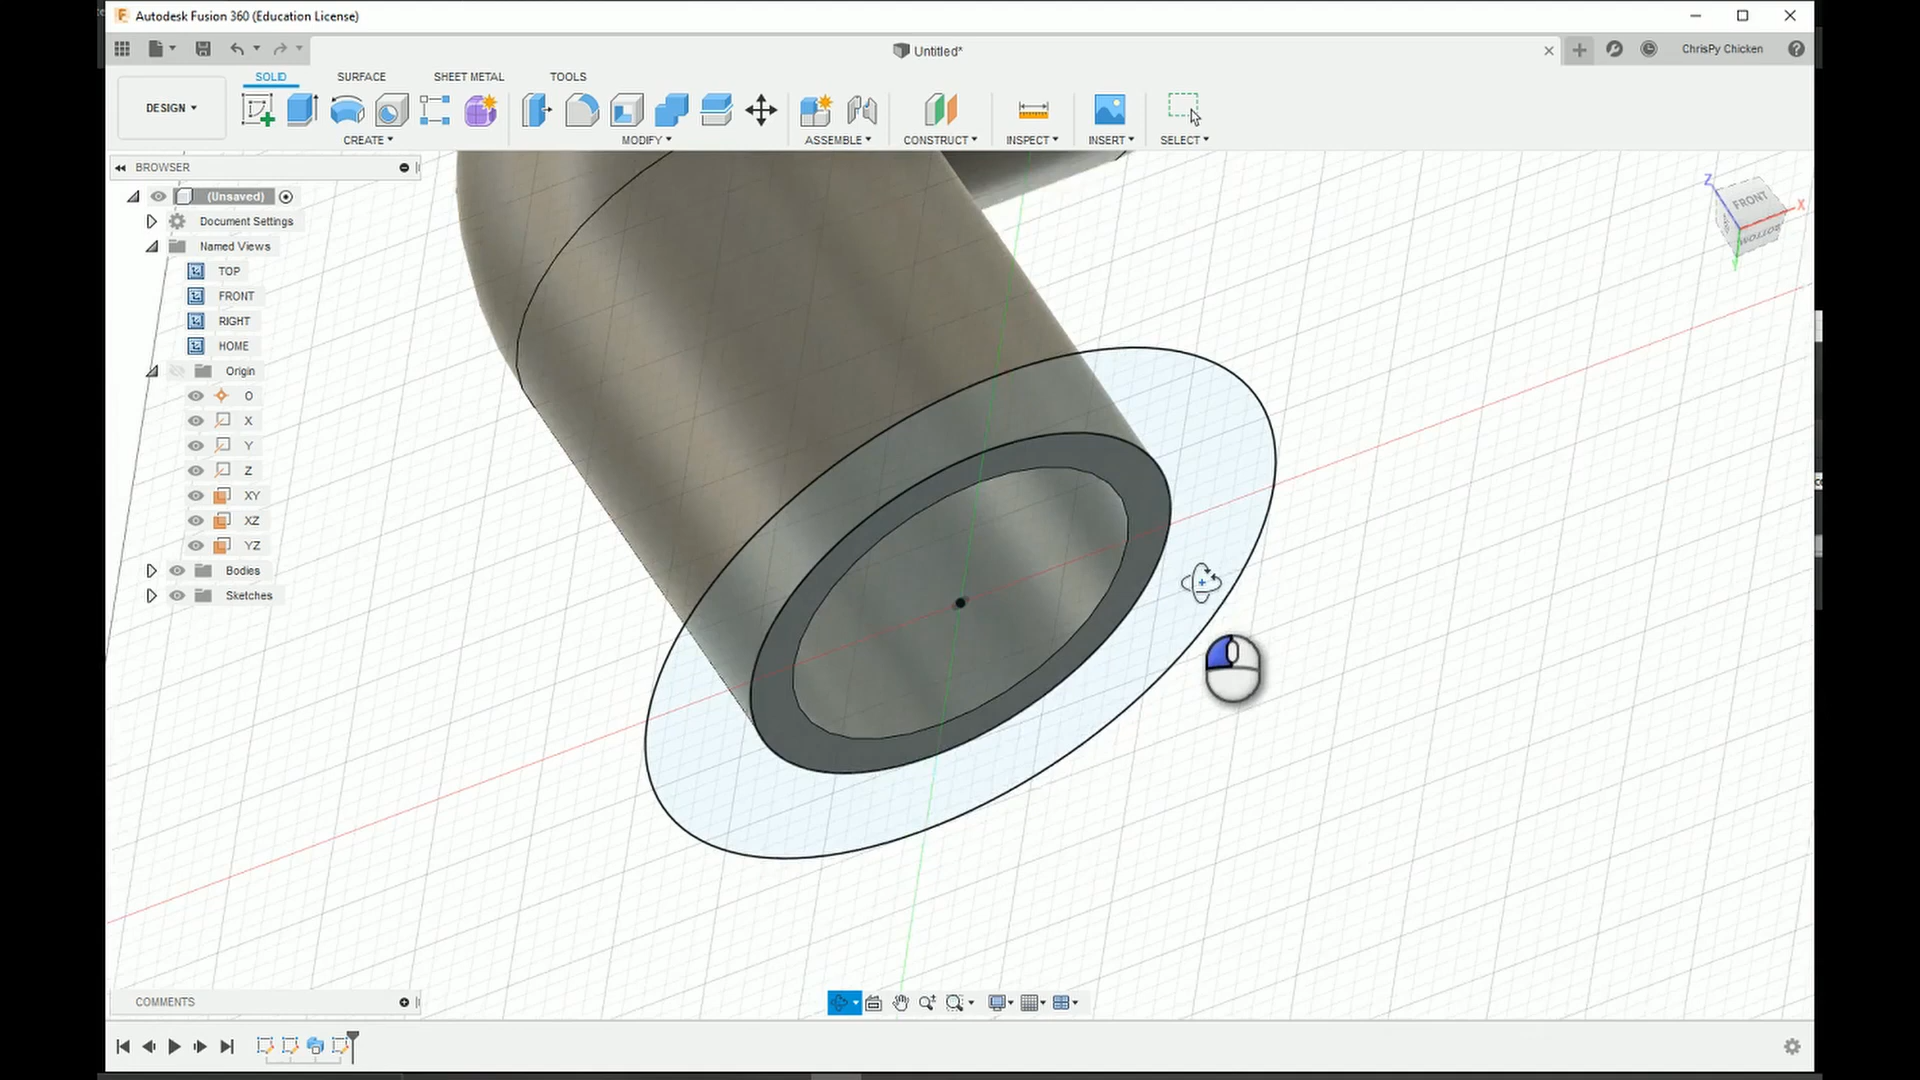 Autodesk Fusion 360 (Education License)
Untitled*
ChrisPy Chicken
SOLID SURFACE SHEET METAL TOOLS
DESIGN
CREATE MODIFY ASSEMBLE CONSTRUCT INSPECT INSERT SELECT
BROWSER
(Unsaved)
Document Settings
Named Views
TOP
FRONT
RIGHT
HOME
Origin
O
X
Y
Z
XY
XZ
YZ
Bodies
Sketches
Z
FRONT
X
BOTTOM
Y
COMMENTS